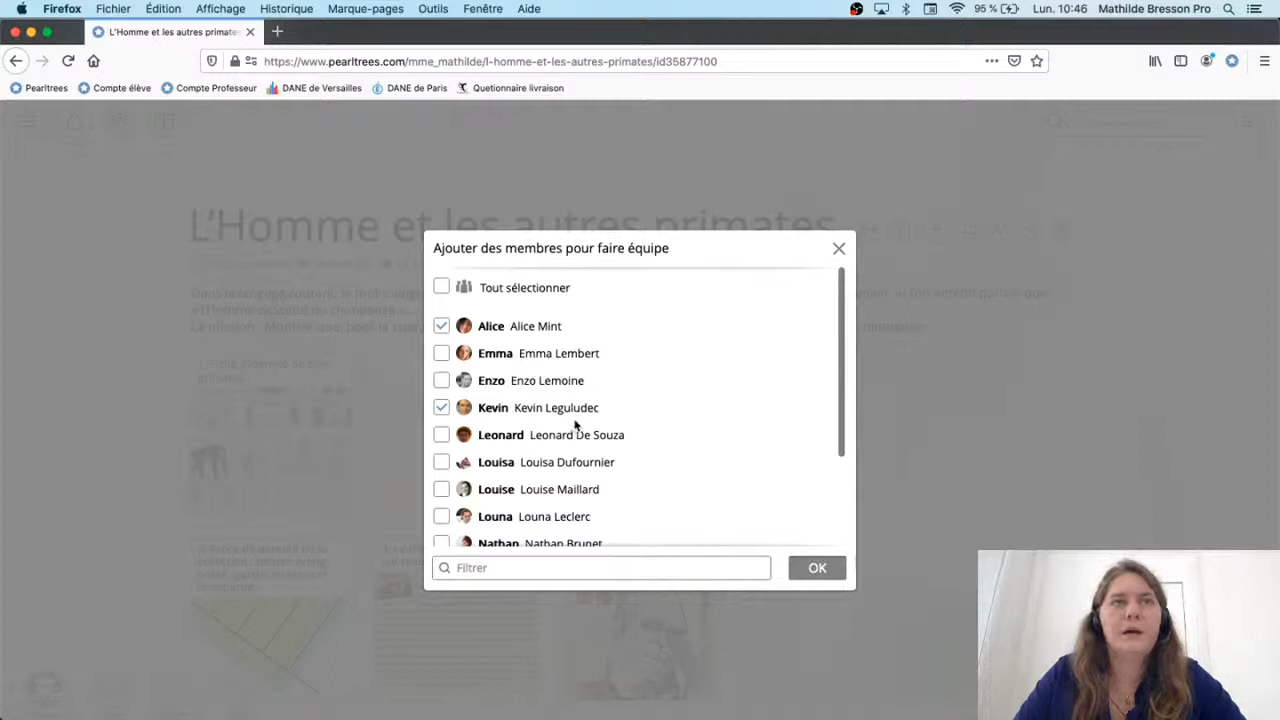 Firefox Fichier Édition Affichage Historique Marque-pages Outils Fenêtre Aide 95 % Lun. 10:46 Mathilde Bresson Pro
L'Homme et les autres primates
https://www.pearltrees.com/mme_mathilde/l-homme-et-les-autres-primates/id35877100
Pearltrees Compte élève Compte Professeur DANE de Versailles DANE de Paris Quetionnaire livraison
L'Homme et les autres primates
Ajouter des membres pour faire équipe
Tout sélectionner
Alice Alice Mint
Emma Emma Lembert
Enzo Enzo Lemoine
Kevin Kevin Leguludec
Leonard Leonard De Souza
Louisa Louisa Dufournier
Louise Louise Maillard
Louna Louna Leclerc
Nathan Nathan Brunet
Filtrer
OK